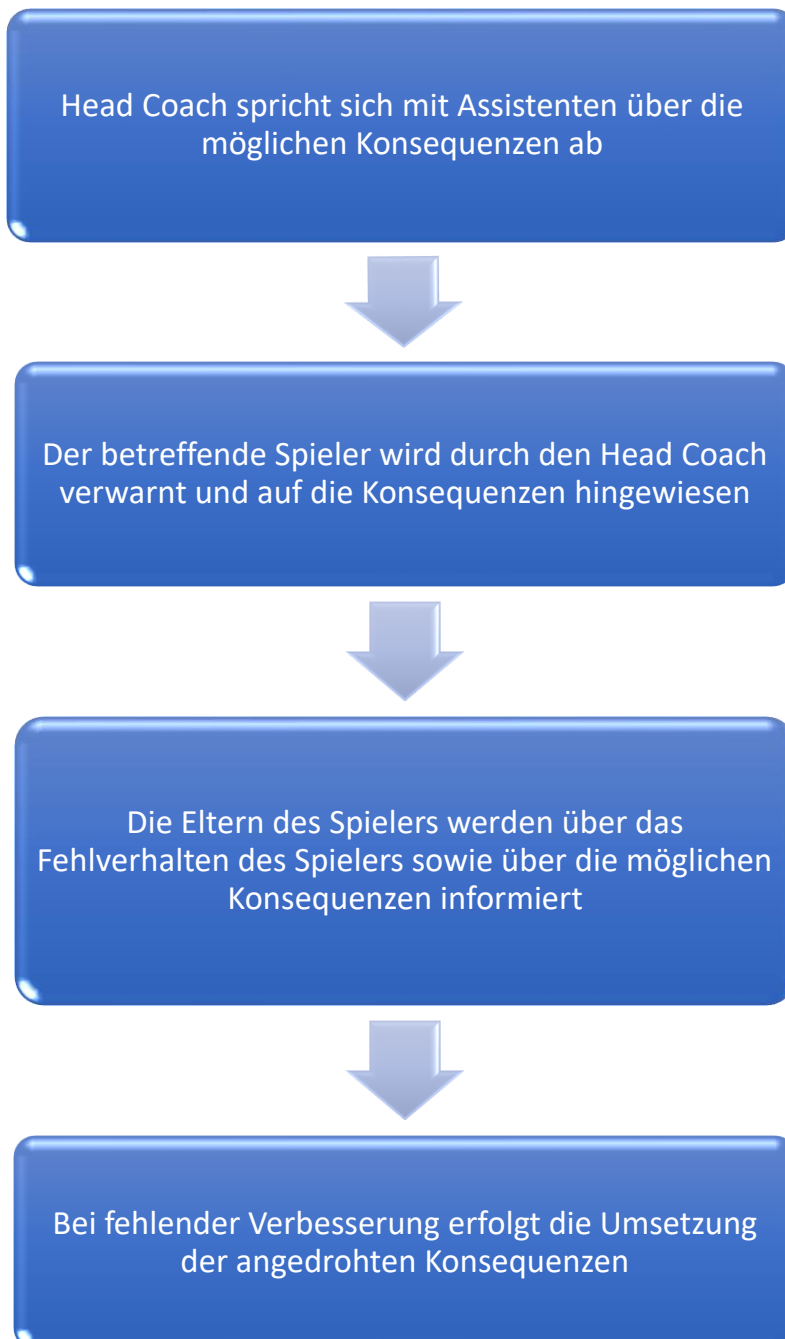 Head Coach spricht sich mit Assistenten über die
möglichen Konsequenzen ab
Der betreffende Spieler wird durch den Head Coach
verwarnt und auf die Konsequenzen hingewiesen
Die Eltern des Spielers werden über das
Fehlverhalten des Spielers sowie über die möglichen
Konsequenzen informiert
Bei fehlender Verbesserung erfolgt die Umsetzung
der angedrohten Konsequenzen